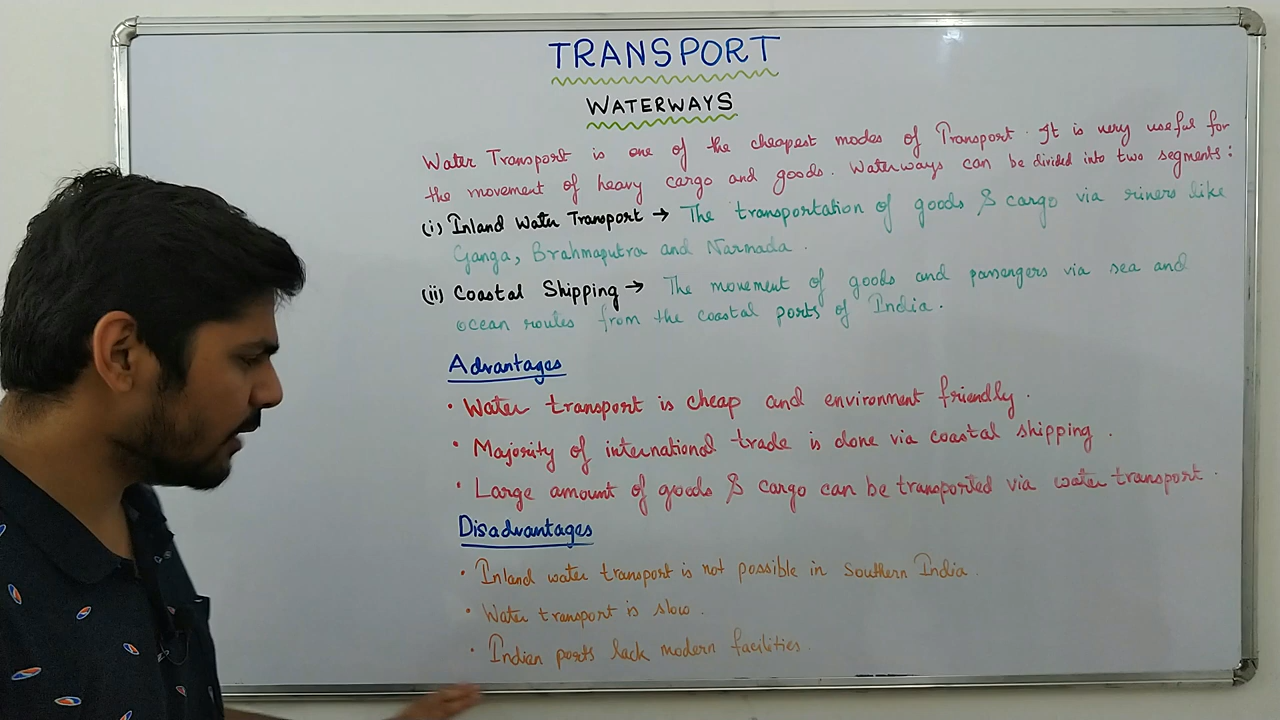 TRANSPORT
WATERWAYS
Water Transport is one of the cheapest modes of Transport. It is very useful for
the movement of heavy cargo and goods. Waterways can be divided into two segments:
(i) Inland Water Transport → The transportation of goods & cargo via rivers like
Ganga, Brahmaputra and Narmada.
(ii) Coastal Shipping → The movement of goods and passengers via sea and
ocean routes from the coastal ports of India.
Advantages
• Water transport is cheap and environment friendly.
• Majority of international trade is done via coastal shipping.
• Large amount of goods & cargo can be transported via water transport.
Disadvantages
• Inland water transport is not possible in Southern India.
• Water transport is slow.
• Indian ports lack modern facilities.